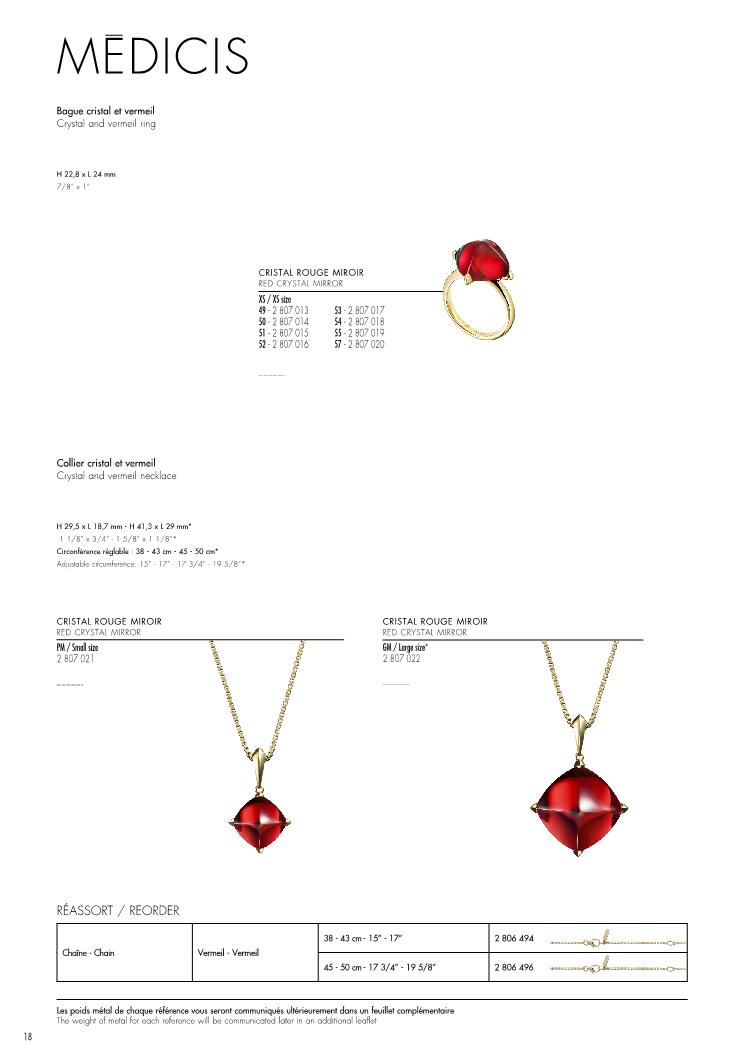 MĒDICIS
Bague cristal et vermeil
Crystal and vermeil ring
H 22,8 x L 24 mm
7/8” x 1”
CRISTAL ROUGE MIROIR
RED CRYSTAL MIRROR
XS / XS size
49 - 2 807 013 53 - 2 807 017
50 - 2 807 014 54 - 2 807 018
51 - 2 807 015 55 - 2 807 019
52 - 2 807 016 57 - 2 807 020
Collier cristal et vermeil
Crystal and vermeil necklace
H 29,5 x L 18,7 mm - H 41,3 x L 29 mm*
1 1/8” x 3/4” - 1 5/8” x 1 1/8”*
Circonférence réglable : 38 - 43 cm - 45 - 50 cm*
Adjustable circumference: 15” - 17” - 17 3/4” - 19 5/8”*
CRISTAL ROUGE MIROIR
RED CRYSTAL MIRROR
PM / Small size
2 807 021
CRISTAL ROUGE MIROIR
RED CRYSTAL MIRROR
GM / Large size*
2 807 022
RÉASSORT / REORDER
Chaîne - Chain
Vermeil - Vermeil
38 - 43 cm - 15” - 17”
2 806 494
45 - 50 cm - 17 3/4” - 19 5/8”
2 806 496
Les poids métal de chaque référence vous seront communiqués ultérieurement dans un feuillet complémentaire
The weight of metal for each reference will be communicated later in an additional leaflet
18